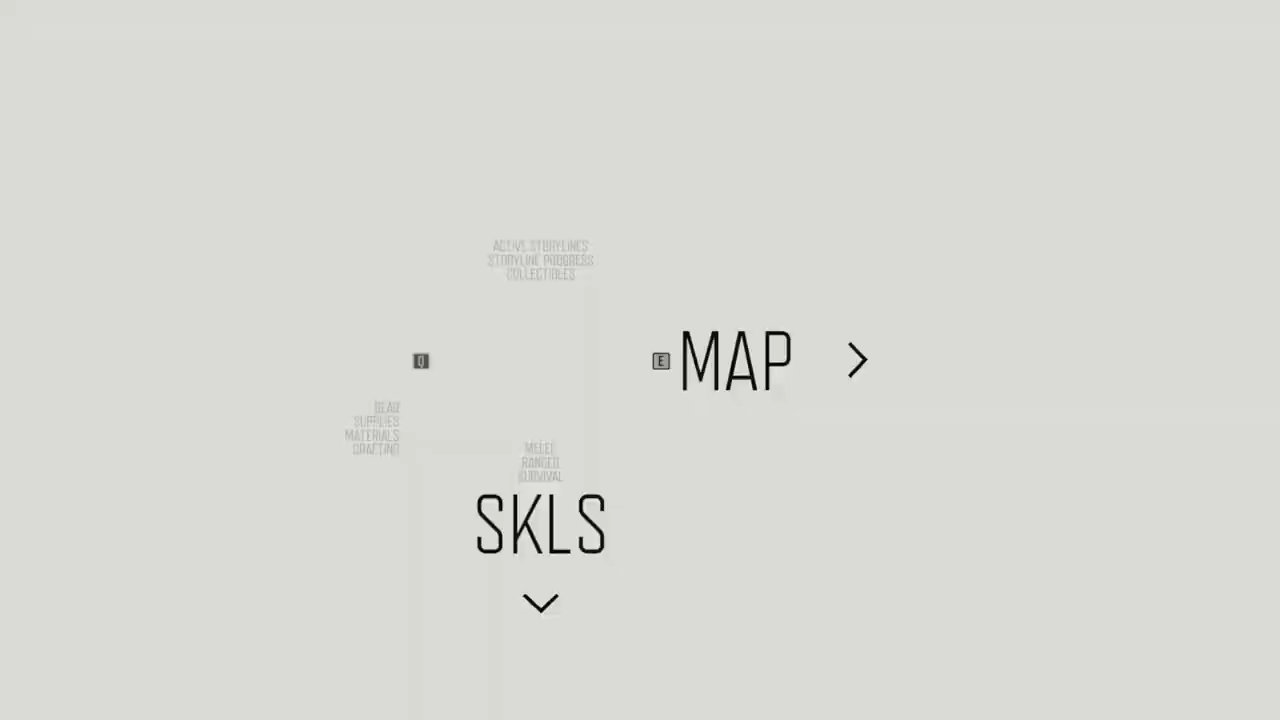 ACTIVE STORYLINES
STORYLINE PROGRESS
COLLECTIBLES
Q
E MAP
GEAR
SUPPLIES
MATERIALS
CRAFTING
MELEE
RANGED
SURVIVAL
SKLS